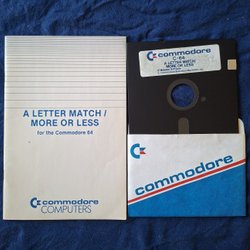 A LETTER MATCH /
MORE OR LESS
for the Commodore 64
commodore
COMPUTERS
commodore
C-64
A LETTER MATCH/
MORE OR LESS
commodore